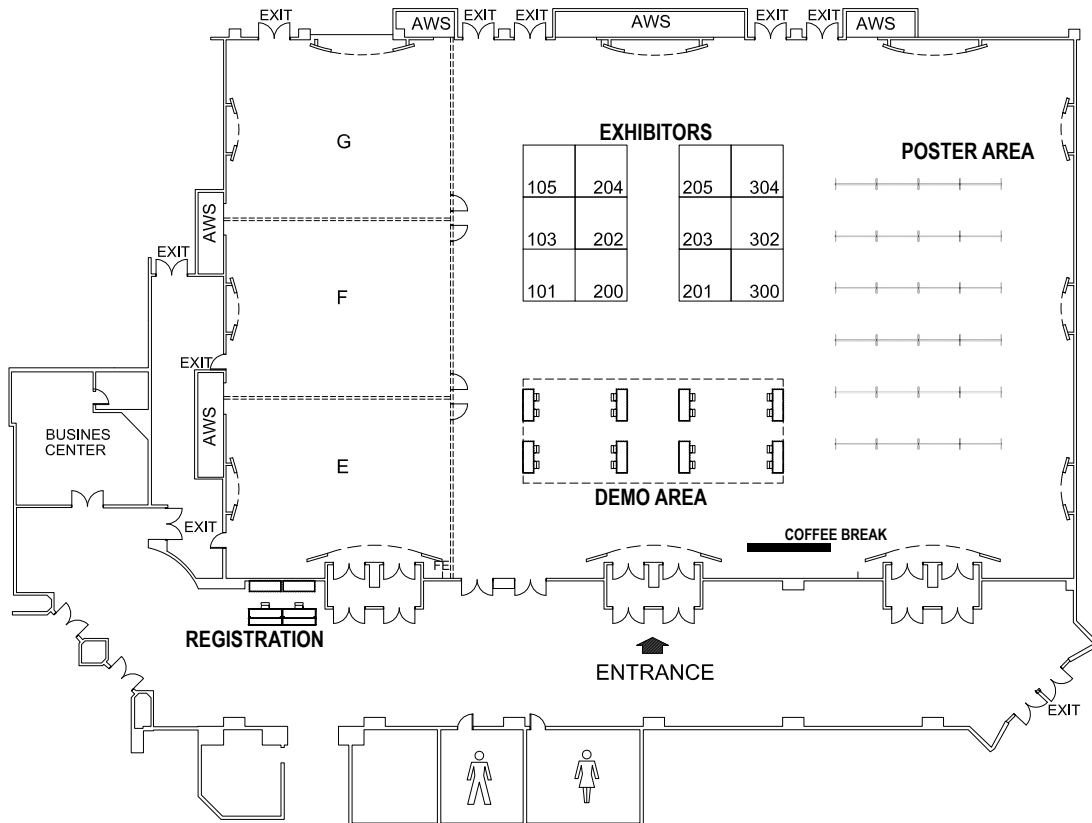 EXIT
AWS
EXIT
EXIT
AWS
EXIT
EXIT
AWS
G
EXHIBITORS
POSTER AREA
105 204
205 304
AWS
103 202
203 302
EXIT
F
101 200
201 300
EXIT
AWS
BUSINES
CENTER
E
DEMO AREA
EXIT
COFFEE BREAK
FE
REGISTRATION
ENTRANCE
EXIT